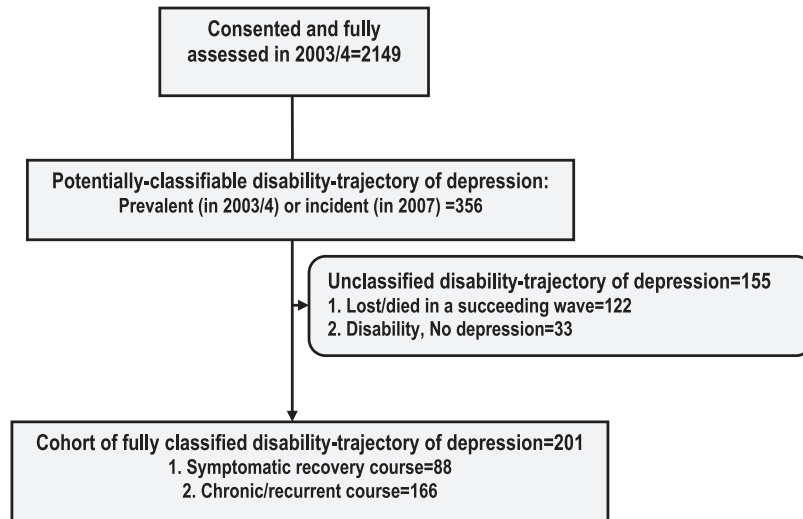 Consented and fully
assessed in 2003/4=2149
Potentially-classifiable disability-trajectory of depression:
Prevalent (in 2003/4) or incident (in 2007) =356
Unclassified disability-trajectory of depression=155
1. Lost/died in a succeeding wave=122
2. Disability, No depression=33
Cohort of fully classified disability-trajectory of depression=201
1. Symptomatic recovery course=88
2. Chronic/recurrent course=166